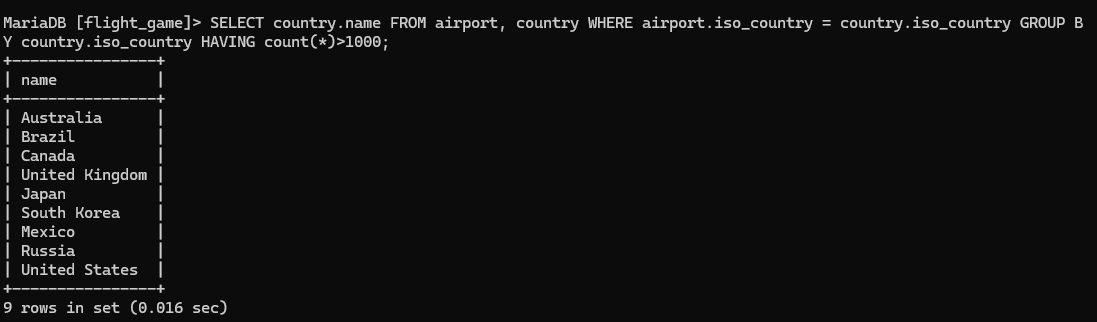 MariaDB [flight_game]> SELECT country.name FROM airport, country WHERE airport.iso_country = country.iso_country GROUP B
Y country.iso_country HAVING count(*)>1000;
+----------------+
| name           |
+----------------+
| Australia      |
| Brazil         |
| Canada         |
| United Kingdom |
| Japan          |
| South Korea    |
| Mexico         |
| Russia         |
| United States  |
+----------------+
9 rows in set (0.016 sec)